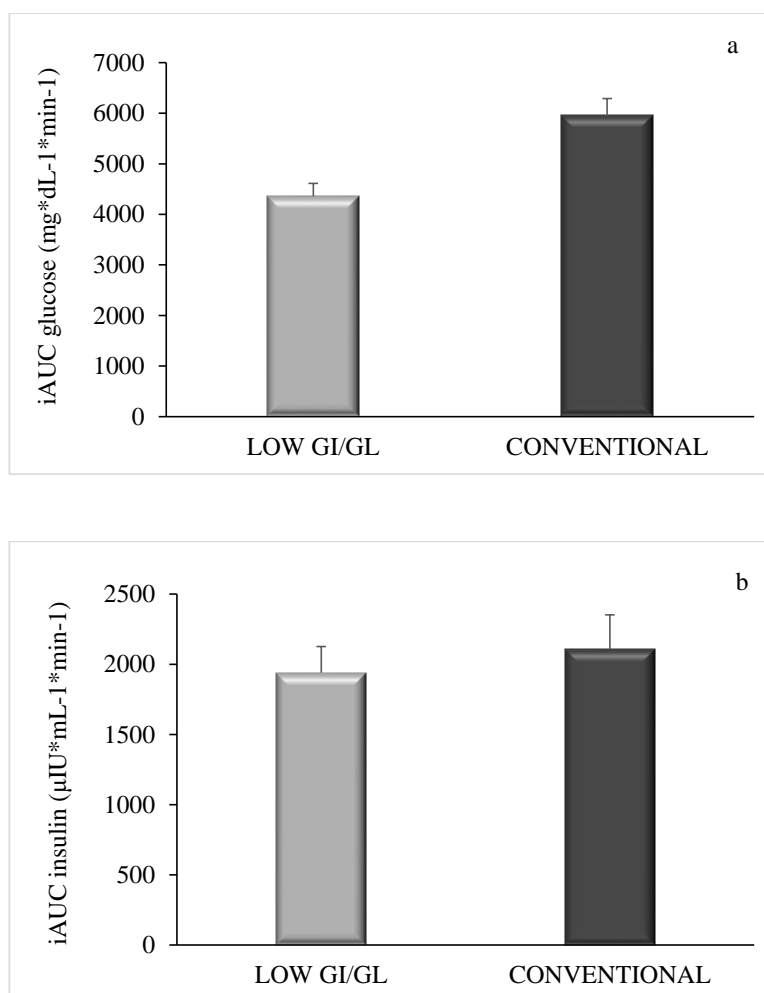 a
iAUC glucose (mg*dL-1*min-1)
7000
6000
5000
4000
3000
2000
1000
0
LOW GI/GL CONVENTIONAL
b
iAUC insulin (µIU*mL-1*min-1)
2500
2000
1500
1000
500
0
LOW GI/GL CONVENTIONAL